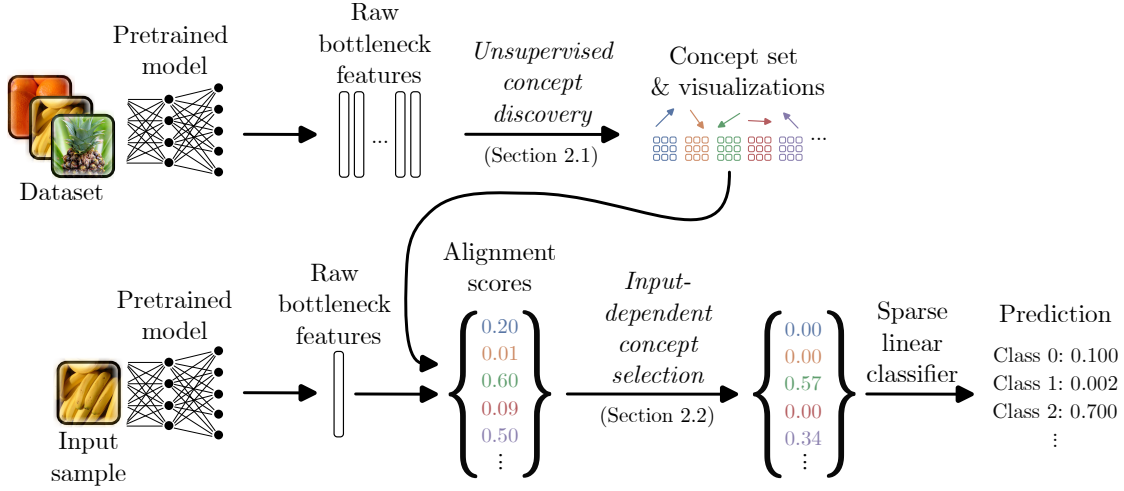 Pretrained
model
Raw
bottleneck
features
...
Unsupervised
concept
discovery
(Section 2.1)
Concept set
& visualizations
...
Dataset
Pretrained
model
Input
sample
Raw
bottleneck
features
Alignment
scores
0.20
0.01
0.60
0.09
0.50
⋮
Input-
dependent
concept
selection
(Section 2.2)
0.00
0.00
0.57
0.00
0.34
⋮
Sparse
linear
classifier
Prediction
Class 0: 0.100
Class 1: 0.002
Class 2: 0.700
⋮